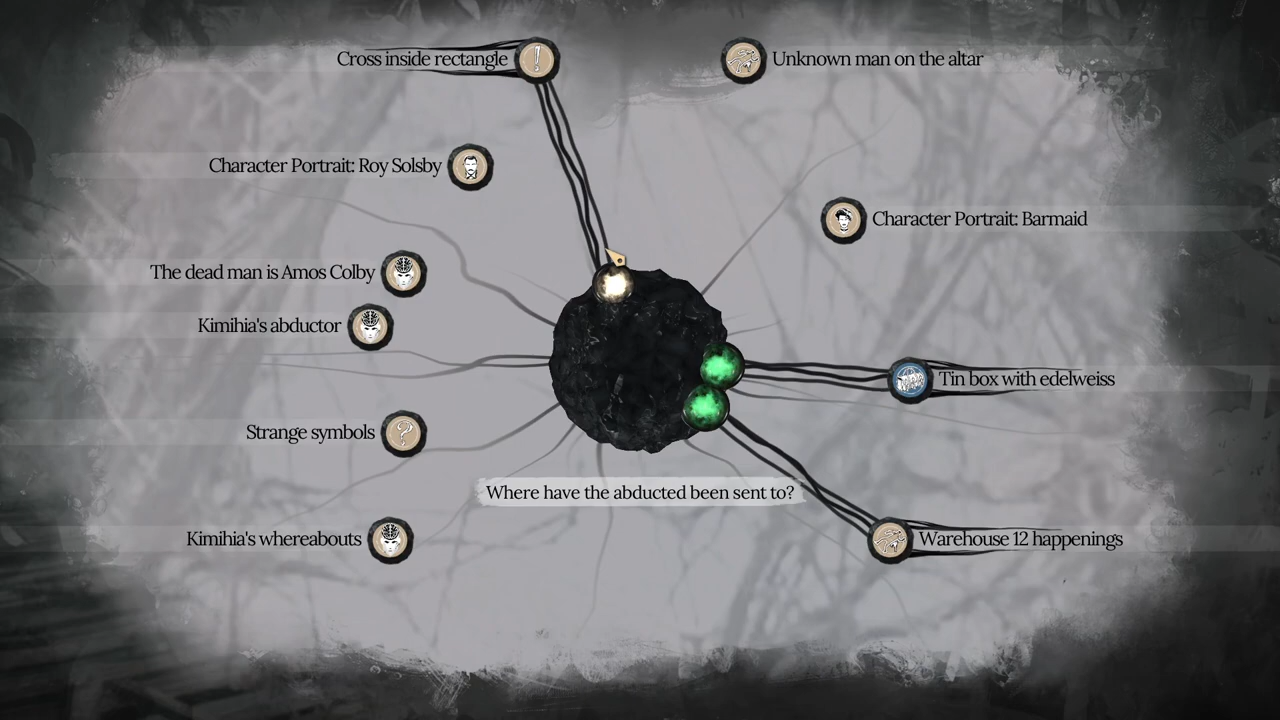 Cross inside rectangle
Unknown man on the altar
Character Portrait: Roy Solsby
Character Portrait: Barmaid
The dead man is Amos Colby
Kimihia's abductor
Tin box with edelweiss
Strange symbols
Where have the abducted been sent to?
Kimihia's whereabouts
Warehouse 12 happenings